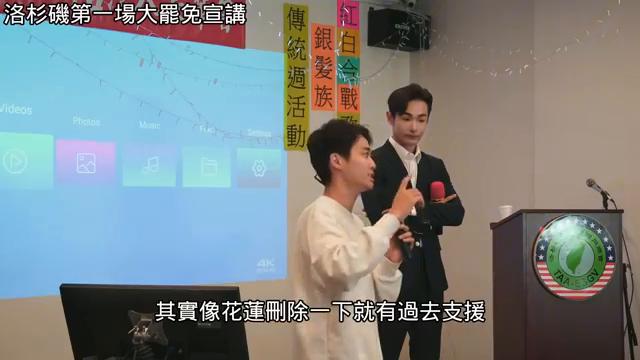 洛杉磯第一場大罷免宣講
傳統週活動
銀髮族
紅白合戰
Videos
Photos
Music
Settings
4K
其實像花蓮刪除一下就有過去支援